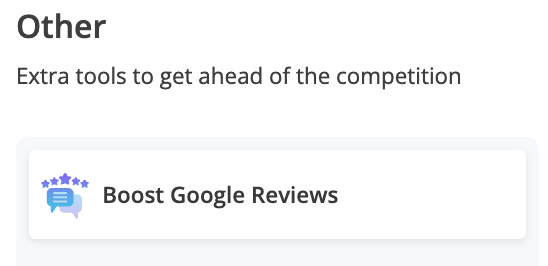 Other
Extra tools to get ahead of the competition
Boost Google Reviews